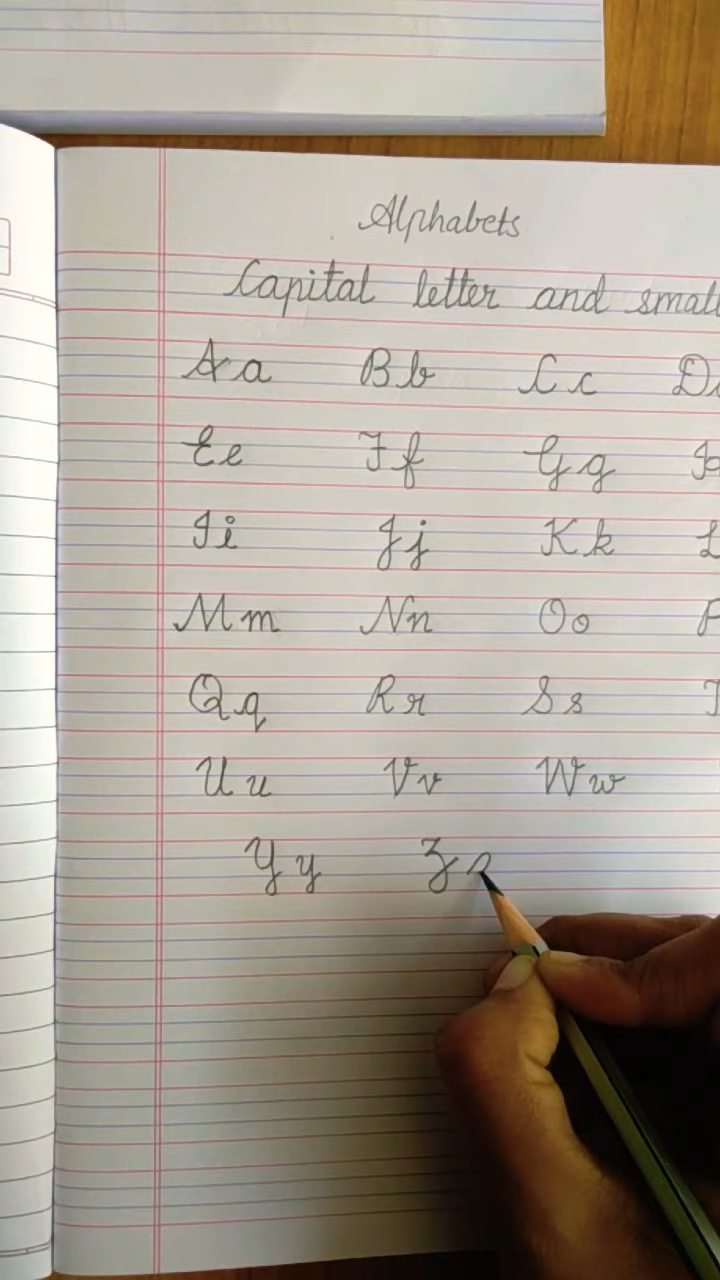 Alphabets
Capital letter and small
Aa Bb Cc D
Ee Ff Gg H
Ii Jj Kk L
Mm Nn Oo P
Qq Rr Ss T
Uu Vv Ww
Yy Z